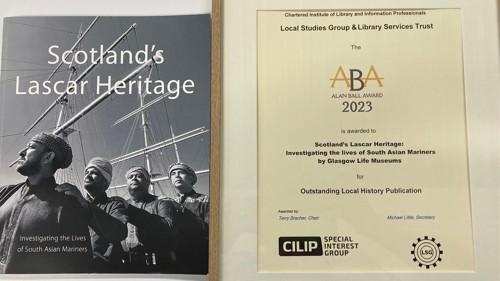 Scotland's
Lascar Heritage
Investigating the Lives
of South Asian Mariners
Chartered Institute of Library and Information Professionals
Local Studies Group & Library Services Trust
The
ABA
ALAN BALL AWARD
2023
is awarded to
Scotland's Lascar Heritage:
Investigating the lives of South Asian Mariners
by Glasgow Life Museums
for
Outstanding Local History Publication
Awarded by
Terry Bracher, Chair
Michael Little, Secretary
CILIP SPECIAL
INTEREST
GROUP
LSG